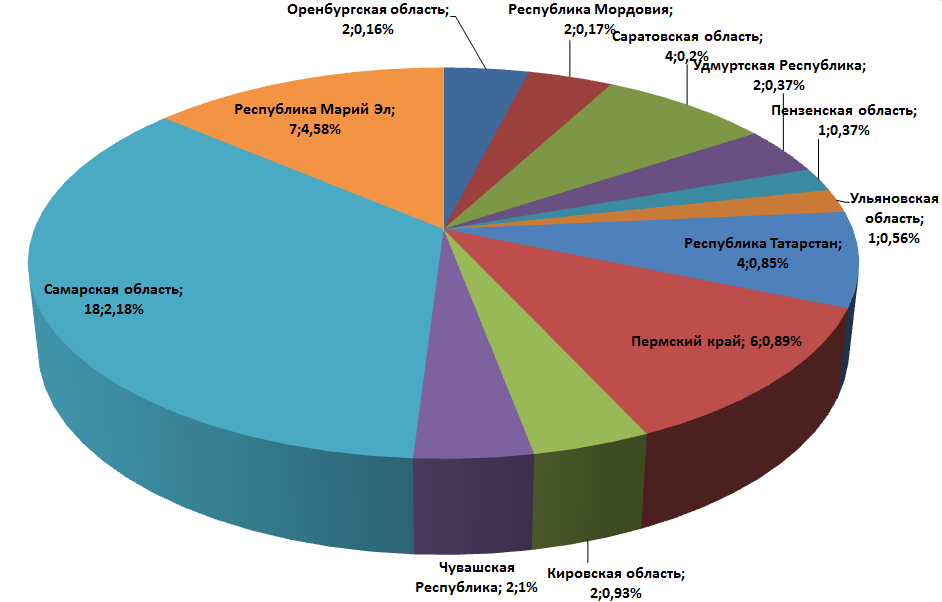 Оренбургская область;
2;0,16%
Республика Мордовия;
2;0,17%
Саратовская область;
4;0,2%
Удмуртская Республика;
2;0,37%
Пензенская область;
1;0,37%
Ульяновская
область;
1;0,56%
Республика Татарстан;
4;0,85%
Пермский край; 6;0,89%
Кировская область;
2;0,93%
Чувашская
Республика; 2;1%
Самарская область;
18;2,18%
Республика Марий Эл;
7;4,58%